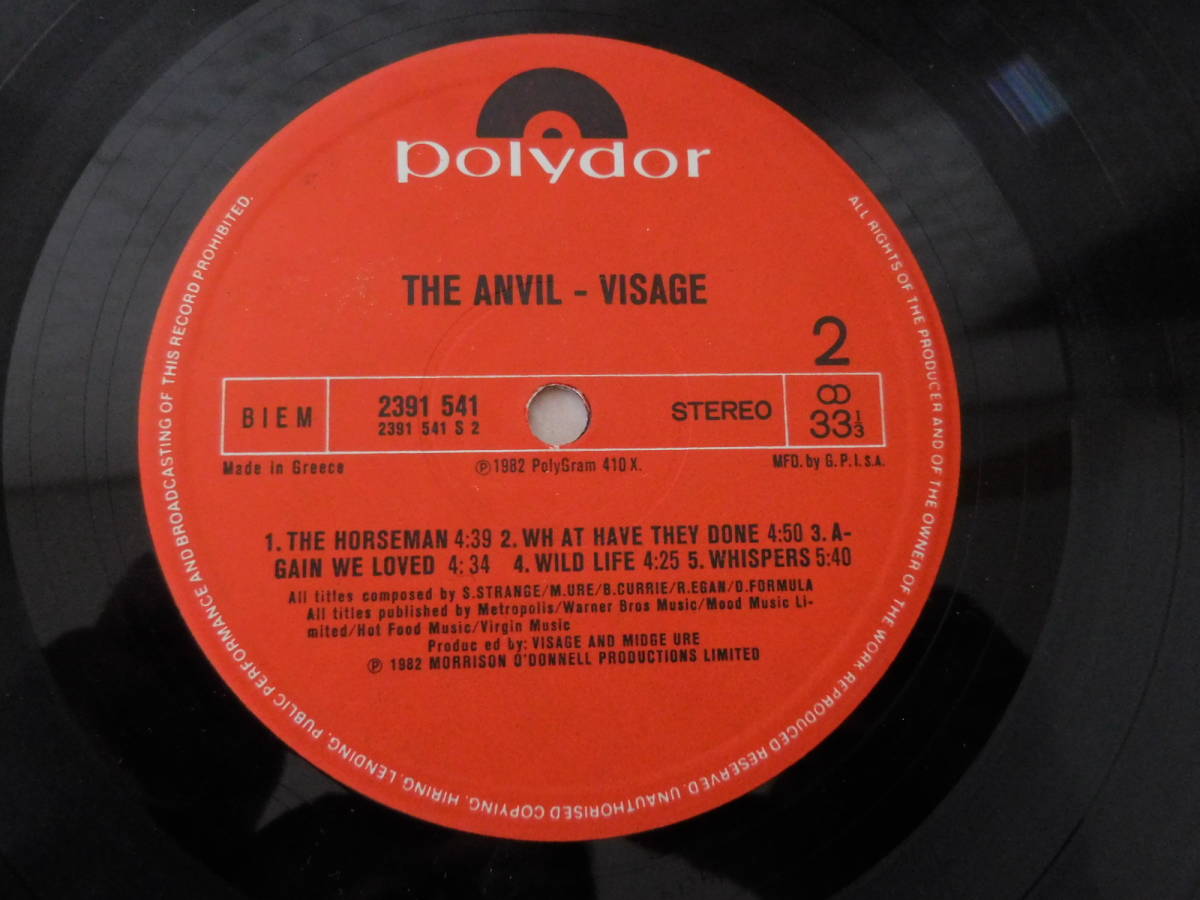 polydor
THE ANVIL - VISAGE
2
BIEM
2391 541
2391 541 S 2
STEREO
33 1/3
Made in Greece
℗ 1982 PolyGram 410 X.
MFD. by G.P.I. S.A.
1. THE HORSEMAN 4:39 2. WH AT HAVE THEY DONE 4:50 3. A-
GAIN WE LOVED 4: 34 4. WILD LIFE 4:25 5. WHISPERS 5:40
All titles composed by S.STRANGE/M.URE/B.CURRIE/R.EGAN/D.FORMULA
All titles published by Metropolis/Warner Bros Music/Mood Music Li-
mited/Hot Food Music/Virgin Music
Produc ed by: VISAGE AND MIDGE URE
℗ 1982 MORRISON O'DONNELL PRODUCTIONS LIMITED
ALL RIGHTS OF THE PRODUCER AND OF THE OWNER OF THE WORK REPRODUCED RESERVED. UNAUTHORISED COPYING, HIRING, LENDING, PUBLIC PERFORMANCE AND BROADCASTING OF THIS RECORD PROHIBITED.